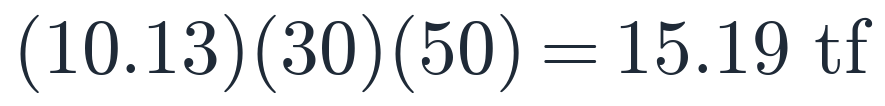 (10.13)(30)(50) = 15.19 tf